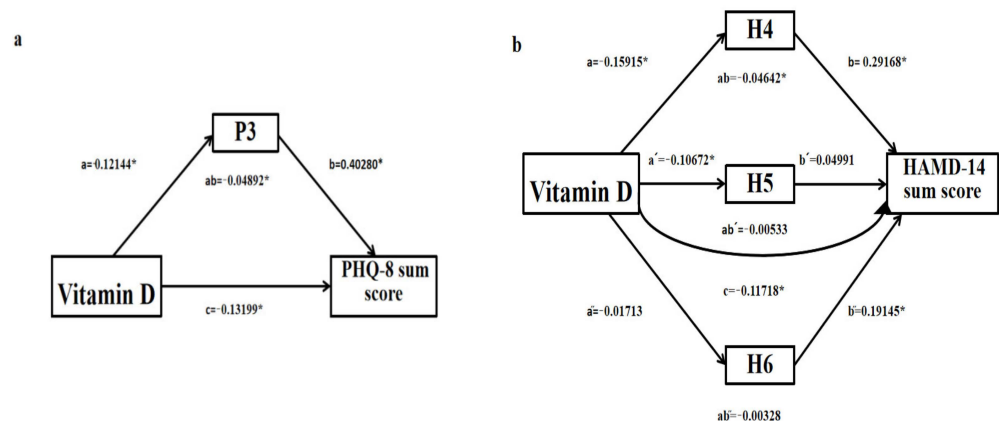 a
P3
a=-0.12144*
b=0.40280*
ab=-0.04892*
Vitamin D
PHQ-8 sum
score
c=-0.13199*
b
H4
a=-0.15915*
b= 0.29168*
ab=-0.04642*
a´=-0.10672*
b´=0.04991
Vitamin D
H5
HAMD-14
sum score
ab´=-0.00533
c=-0.11718*
a˝=-0.01713
b˝=0.19145*
H6
ab˝=-0.00328